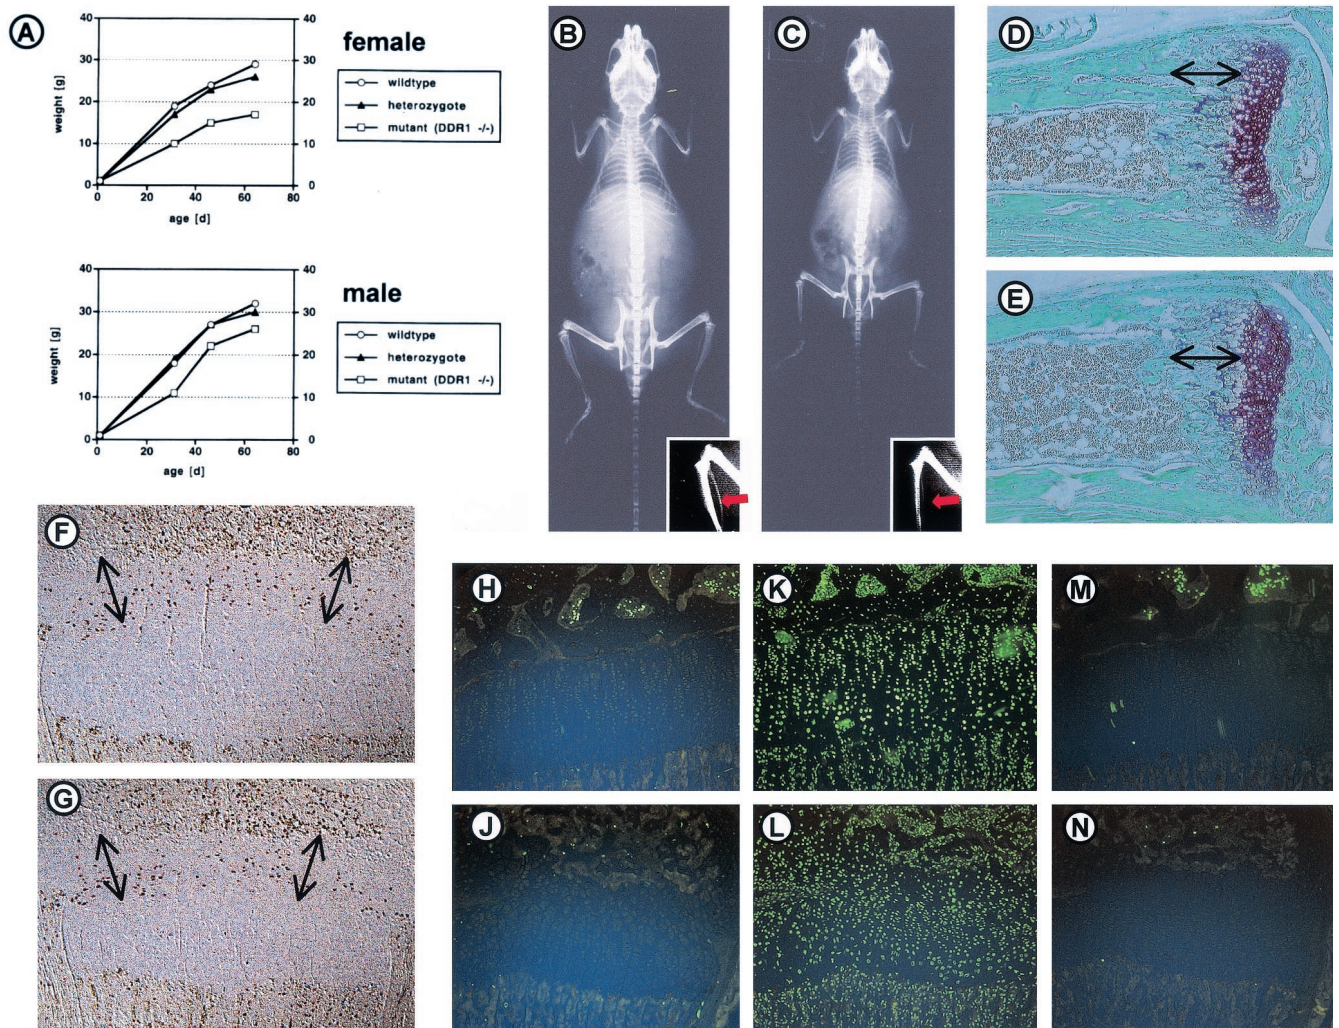 A
female
40
40
30
30
20
20
10
10
0
0
weight [g]
0
20
40
60
80
age [d]
wildtype
heterozygote
mutant (DDR1 -/-)
male
40
40
30
30
20
20
10
10
0
0
weight [g]
0
20
40
60
80
age [d]
wildtype
heterozygote
mutant (DDR1 -/-)
B
C
D
E
F
G
H
K
M
J
L
N